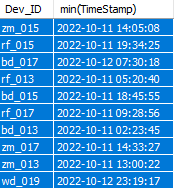 Dev_ID min(TimeStamp)
zm_015 2022-10-11 14:05:08
rf_015 2022-10-11 19:34:25
bd_017 2022-10-12 07:30:18
rf_013 2022-10-11 05:20:40
bd_015 2022-10-11 18:45:55
rf_017 2022-10-11 09:28:56
bd_013 2022-10-11 02:23:45
zm_017 2022-10-11 14:33:27
zm_013 2022-10-11 13:00:22
wd_019 2022-10-12 23:19:17